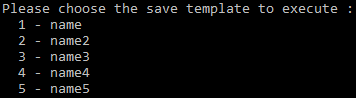 Please choose the save template to execute :
1 - name
2 - name2
3 - name3
4 - name4
5 - name5